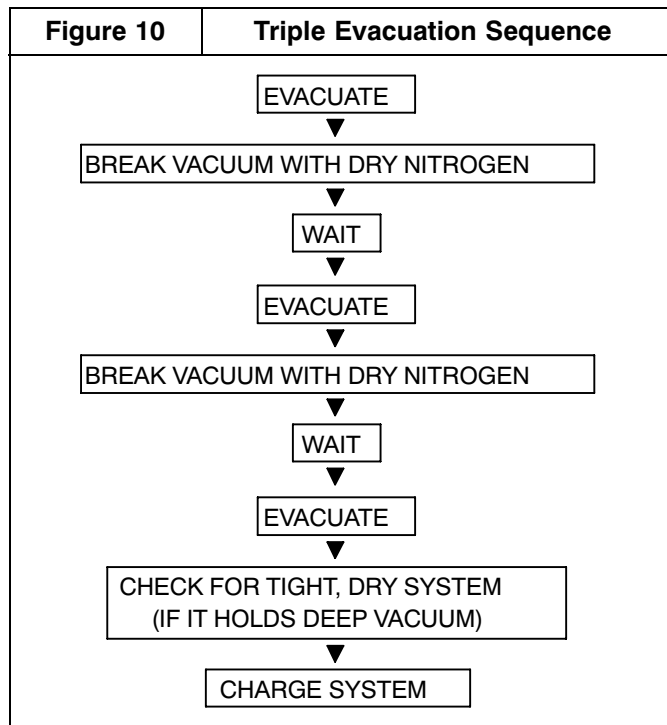 Figure 10
Triple Evacuation Sequence
EVACUATE
BREAK VACUUM WITH DRY NITROGEN
WAIT
EVACUATE
BREAK VACUUM WITH DRY NITROGEN
WAIT
EVACUATE
CHECK FOR TIGHT, DRY SYSTEM
(IF IT HOLDS DEEP VACUUM)
CHARGE SYSTEM